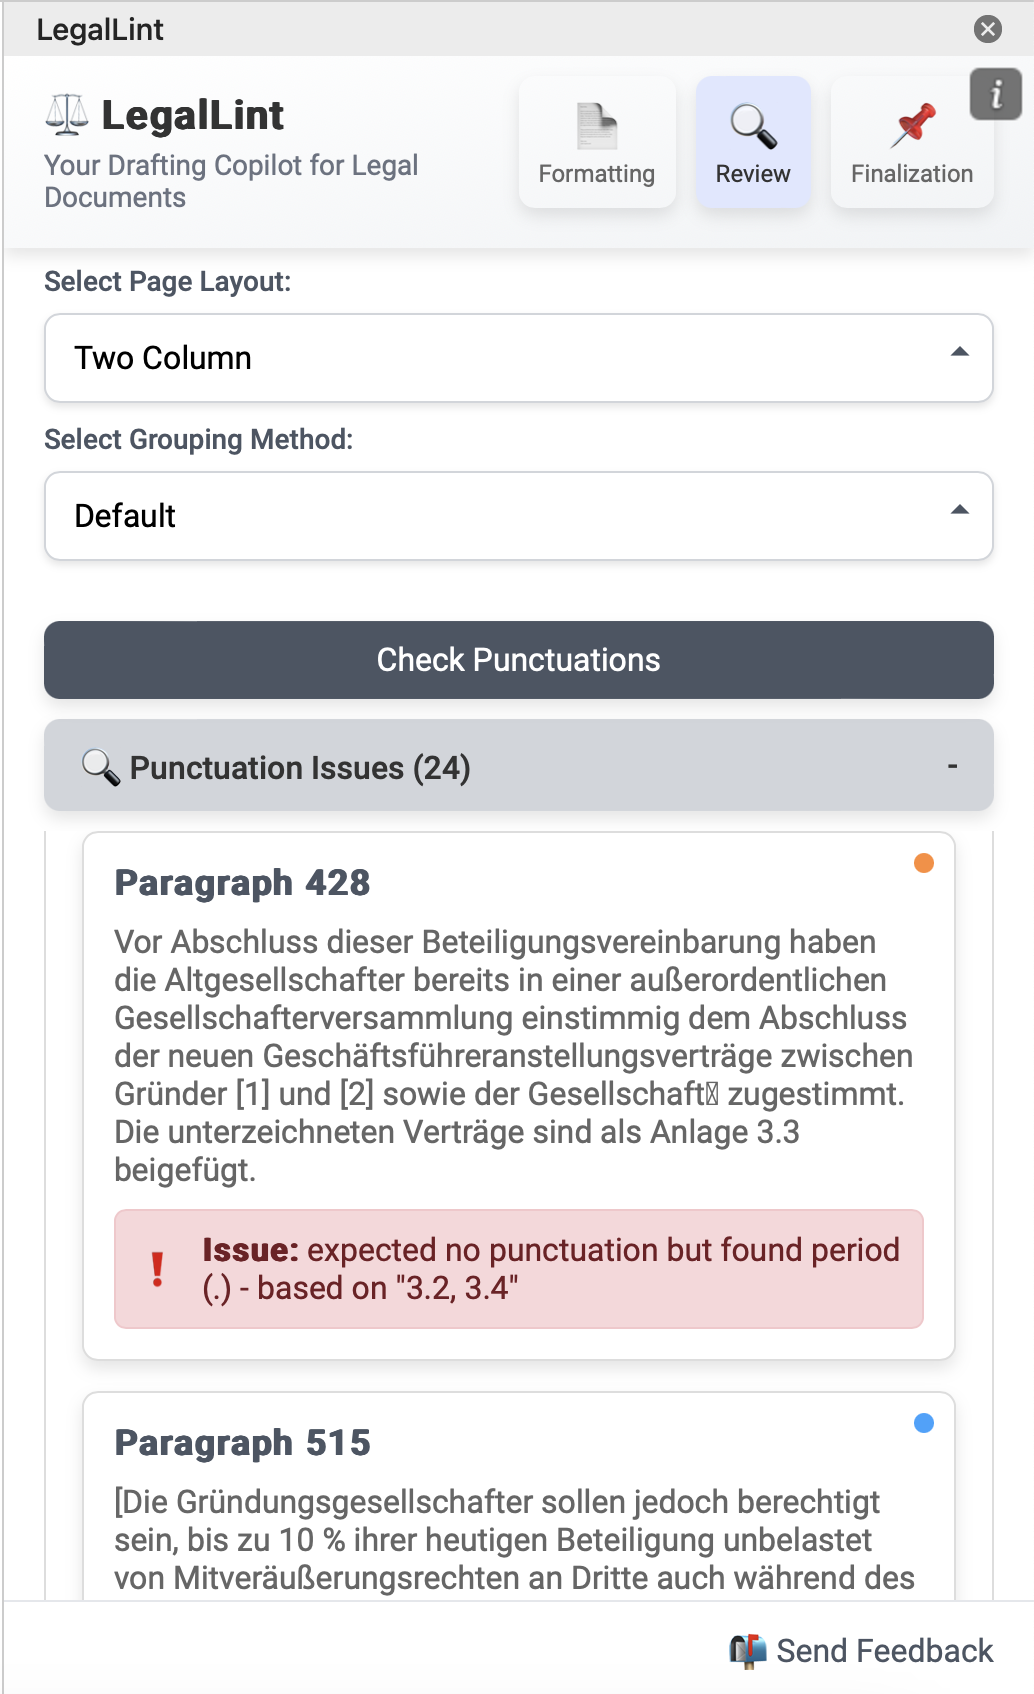 LegalLint
LegalLint
Your Drafting Copilot for Legal
Documents
Formatting
Review
Finalization
i
Select Page Layout:
Two Column
Select Grouping Method:
Default
Check Punctuations
Punctuation Issues (24)
-
Paragraph 428
Vor Abschluss dieser Beteiligungsvereinbarung haben
die Altgesellschafter bereits in einer außerordentlichen
Gesellschafterversammlung einstimmig dem Abschluss
der neuen Geschäftsführeranstellungsverträge zwischen
Gründer [1] und [2] sowie der Gesellschaft zugestimmt.
Die unterzeichneten Verträge sind als Anlage 3.3
beigefügt.
Issue: expected no punctuation but found period
(.) - based on "3.2, 3.4"
Paragraph 515
[Die Gründungsgesellschafter sollen jedoch berechtigt
sein, bis zu 10 % ihrer heutigen Beteiligung unbelastet
von Mitveräußerungsrechten an Dritte auch während des
Send Feedback